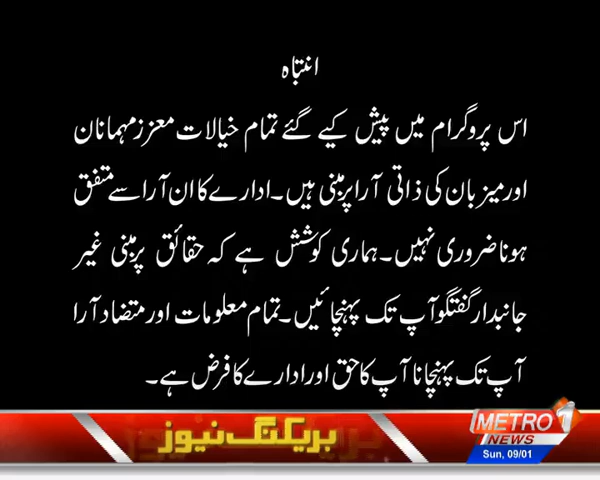 انتباہ
اس پروگرام میں پیش کیے گئے تمام خیالات معزز مہمانان
اور میزبان کی ذاتی آرا پر مبنی ہیں۔ ادارے کا ان آرا سے متفق
ہونا ضروری نہیں۔ ہماری کوشش ہے کہ حقائق پر مبنی غیر
جانبدار گفتگو آپ تک پہنچائیں۔ تمام معلومات اور متضاد آرا
آپ تک پہنچانا آپ کا حق اور ادارے کا فرض ہے۔
بریکنگ نیوز
METRO 1
NEWS
Sun, 09/01